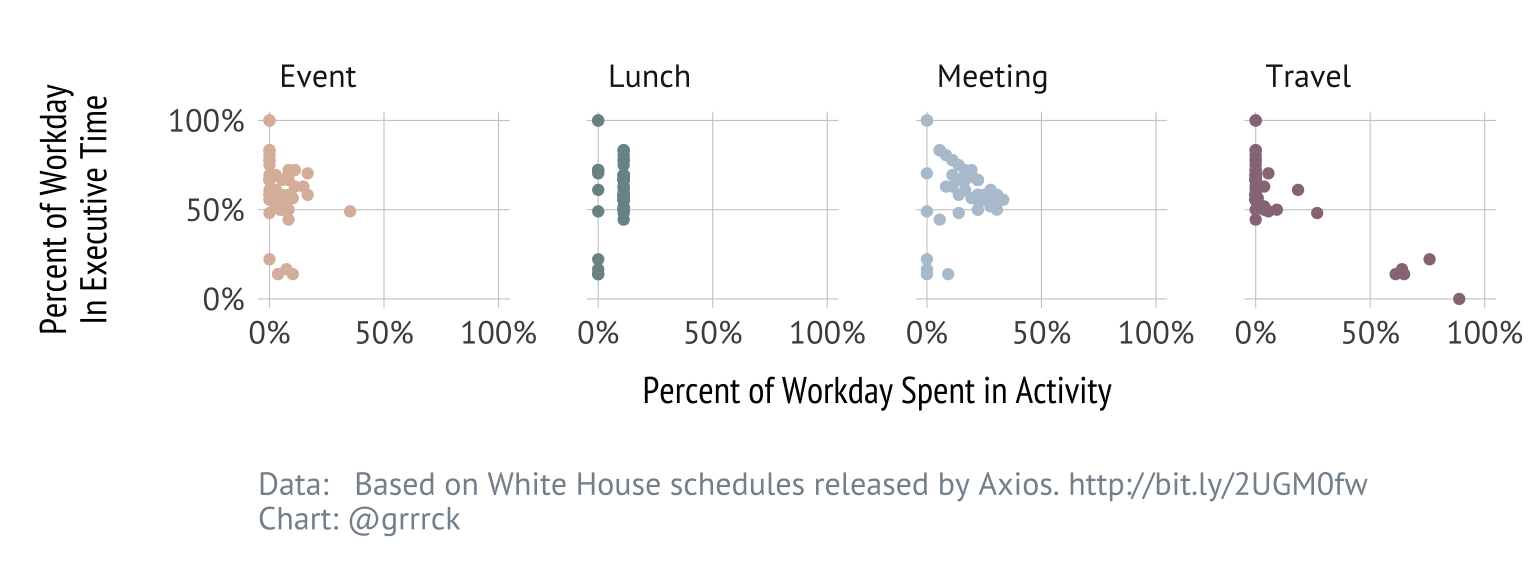 Event Lunch Meeting Travel
Percent of Workday
In Executive Time
100%
50%
0%
0% 50% 100% 0% 50% 100% 0% 50% 100% 0% 50% 100%
Percent of Workday Spent in Activity
Data: Based on White House schedules released by Axios. http://bit.ly/2UGM0fw
Chart: @grrrck